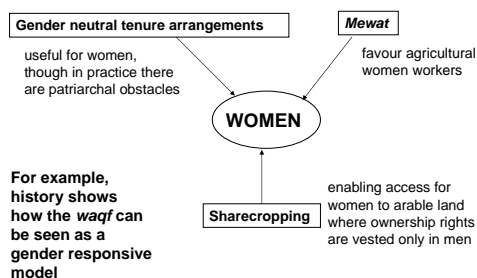 Gender neutral tenure arrangements
Mewat
useful for women,
though in practice there
are patriarchal obstacles
favour agricultural
women workers
WOMEN
For example,
history shows
how the waqf can
be seen as a
gender responsive
model
Sharecropping
enabling access for
women to arable land
where ownership rights
are vested only in men